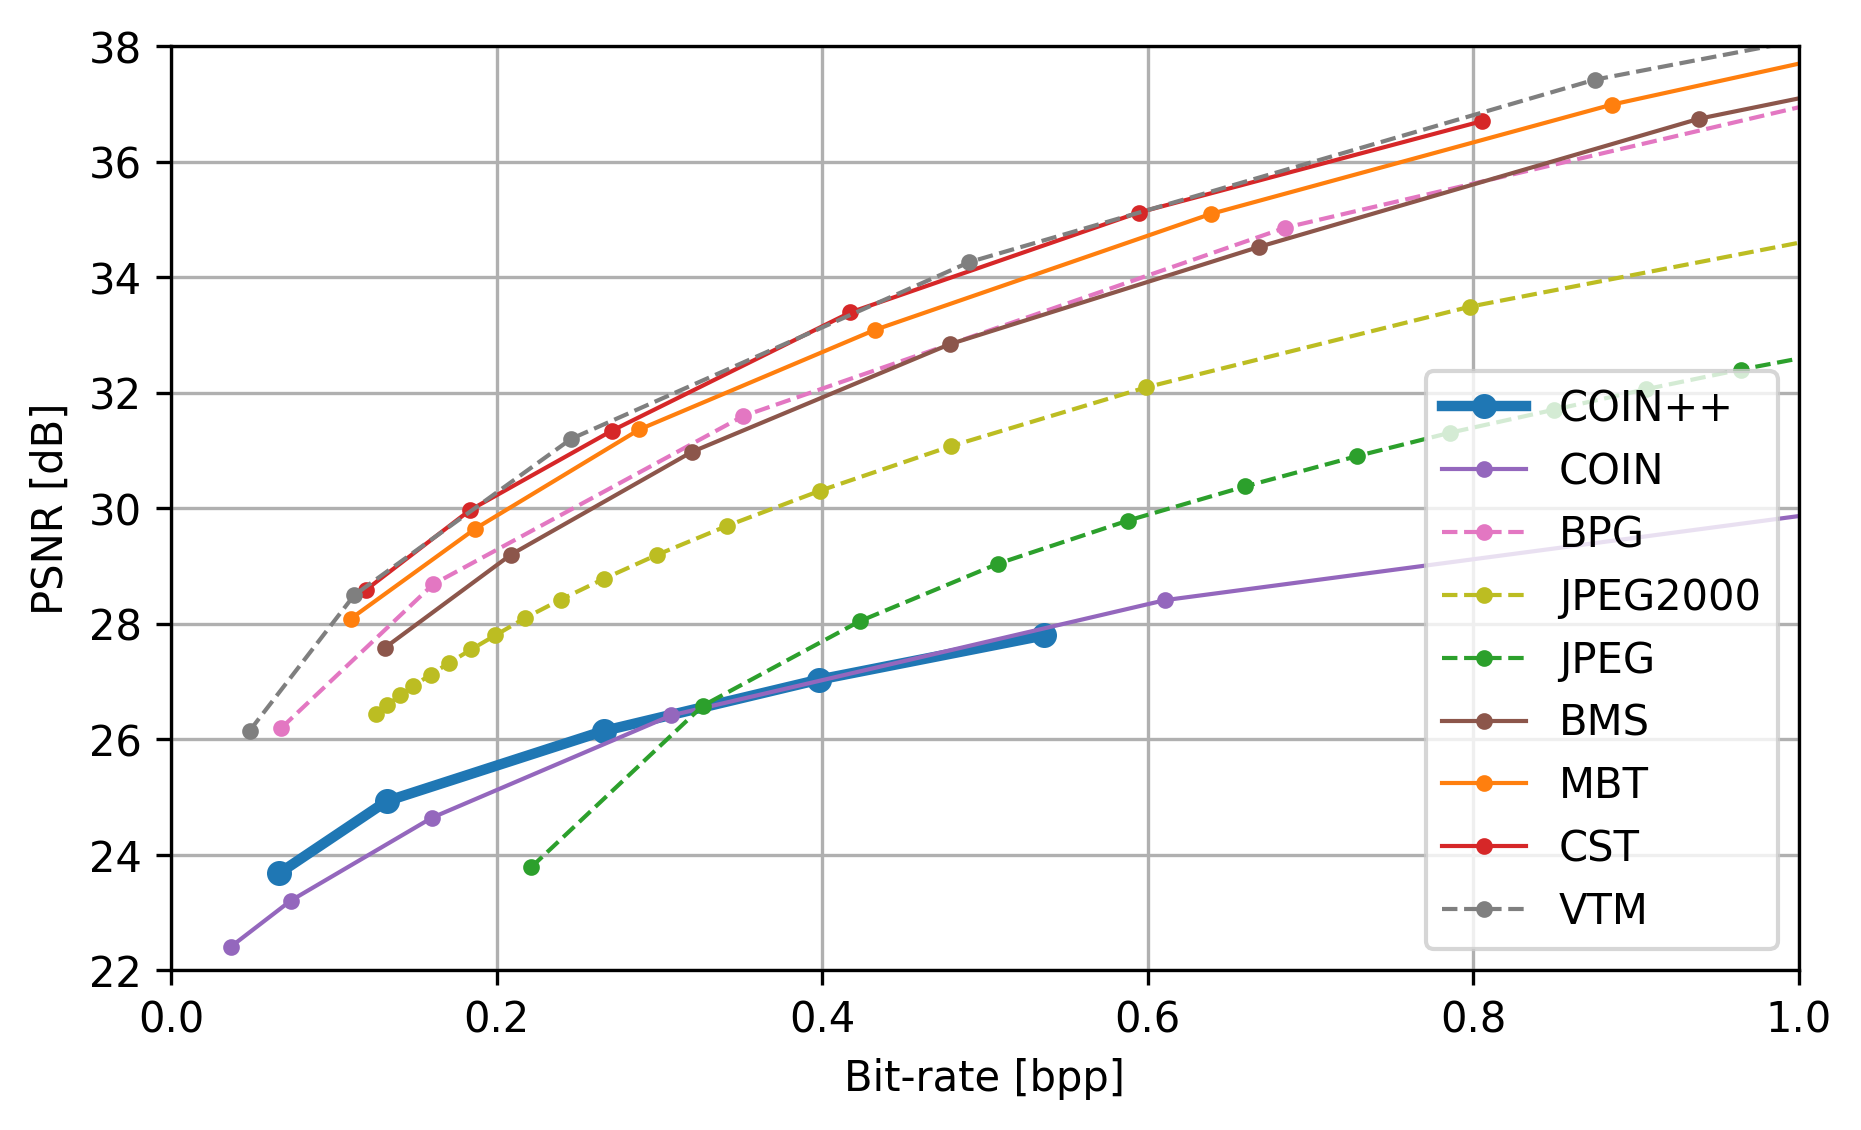 38
36
34
32
30
28
26
24
22
PSNR [dB]
0.0 0.2 0.4 0.6 0.8 1.0
Bit-rate [bpp]
COIN++
COIN
BPG
JPEG2000
JPEG
BMS
MBT
CST
VTM